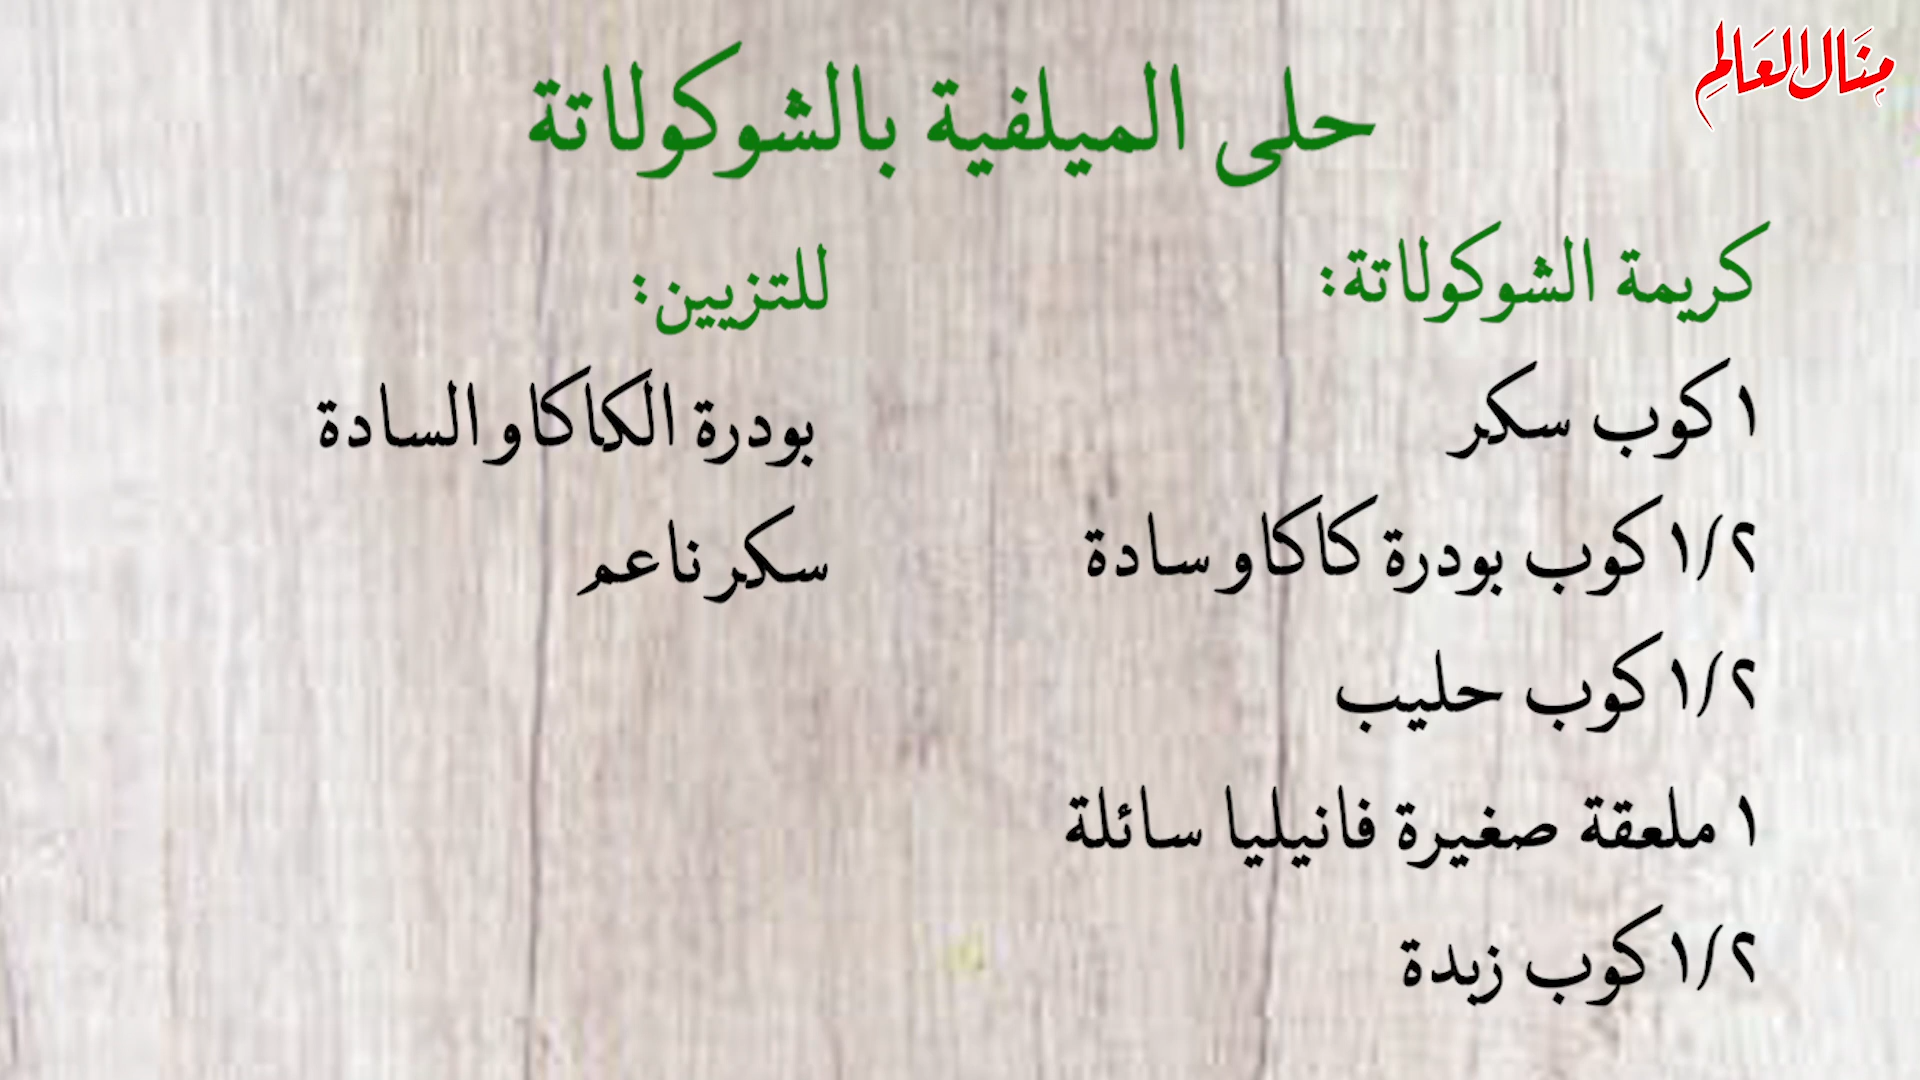 منال العالم
حلى الميلفية بالشوكولاتة
كريمة الشوكولاتة:
١ كوب سكر
١/٢ كوب بودرة كاكاو سادة
١/٢ كوب حليب
١ ملعقة صغيرة فانيليا سائلة
١/٢ كوب زبدة
للتزيين:
بودرة الكاكاو السادة
سكر ناعم